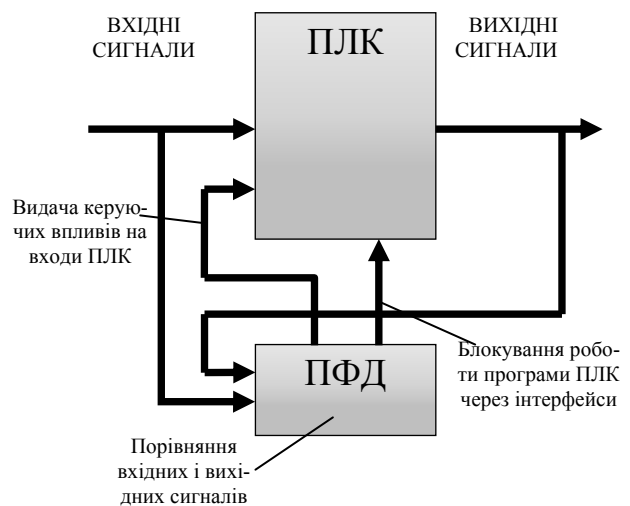 ВХІДНІ
СИГНАЛИ
ПЛК
ВИХІДНІ
СИГНАЛИ
Видача керую-
чих впливів на
входи ПЛК
ПФД
Блокування робо-
ти програми ПЛК
через інтерфейси
Порівняння
вхідних і вихі-
дних сигналів